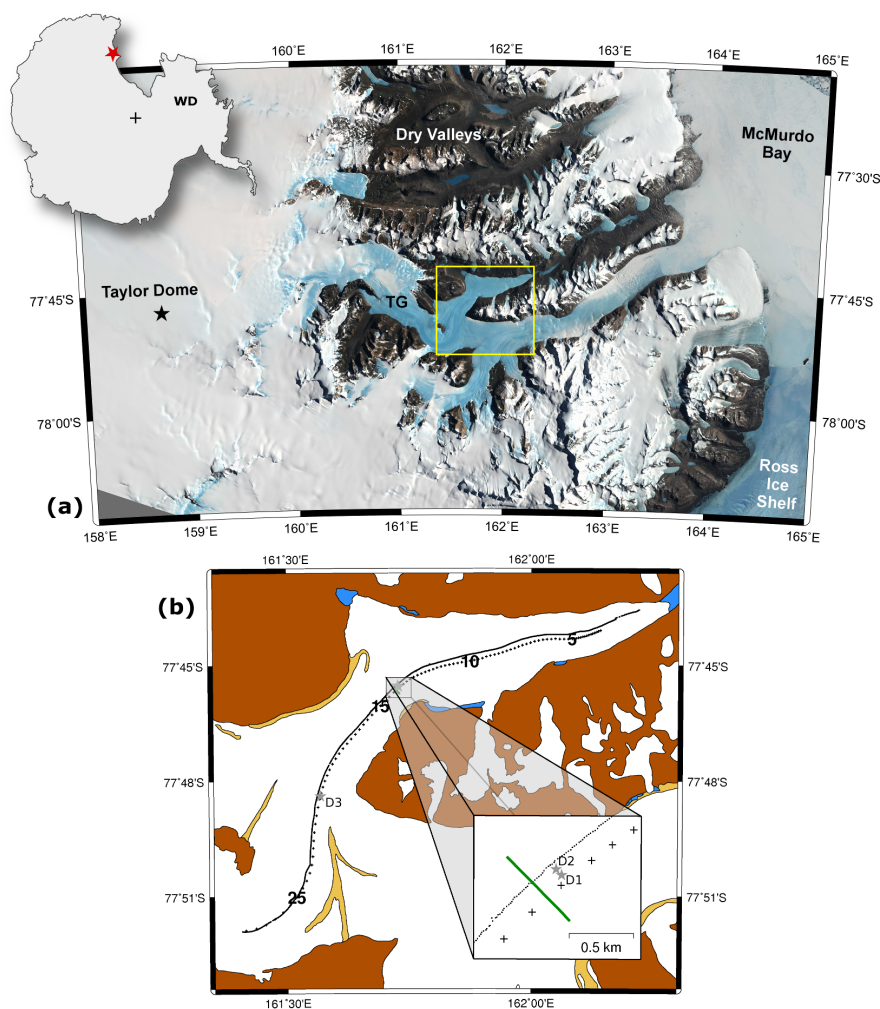 160°E
161°E
162°E
164°E
165°E
WD
Dry Valleys
McMurdo
Bay
77°30'S
Taylor Dome
TG
77°45'S
77°45'S
78°00'S
78°00'S
Ross
Ice
Shelf
(a)
158°E
159°E
160°E
161°E
162°E
163°E
164°E
165°E
161°30'E
162°00'E
(b)
5
10
77°45'S
77°45'S
15
77°48'S
77°48'S
D3
D2
D1
25
77°51'S
77°51'S
0.5 km
161°30'E
162°00'E